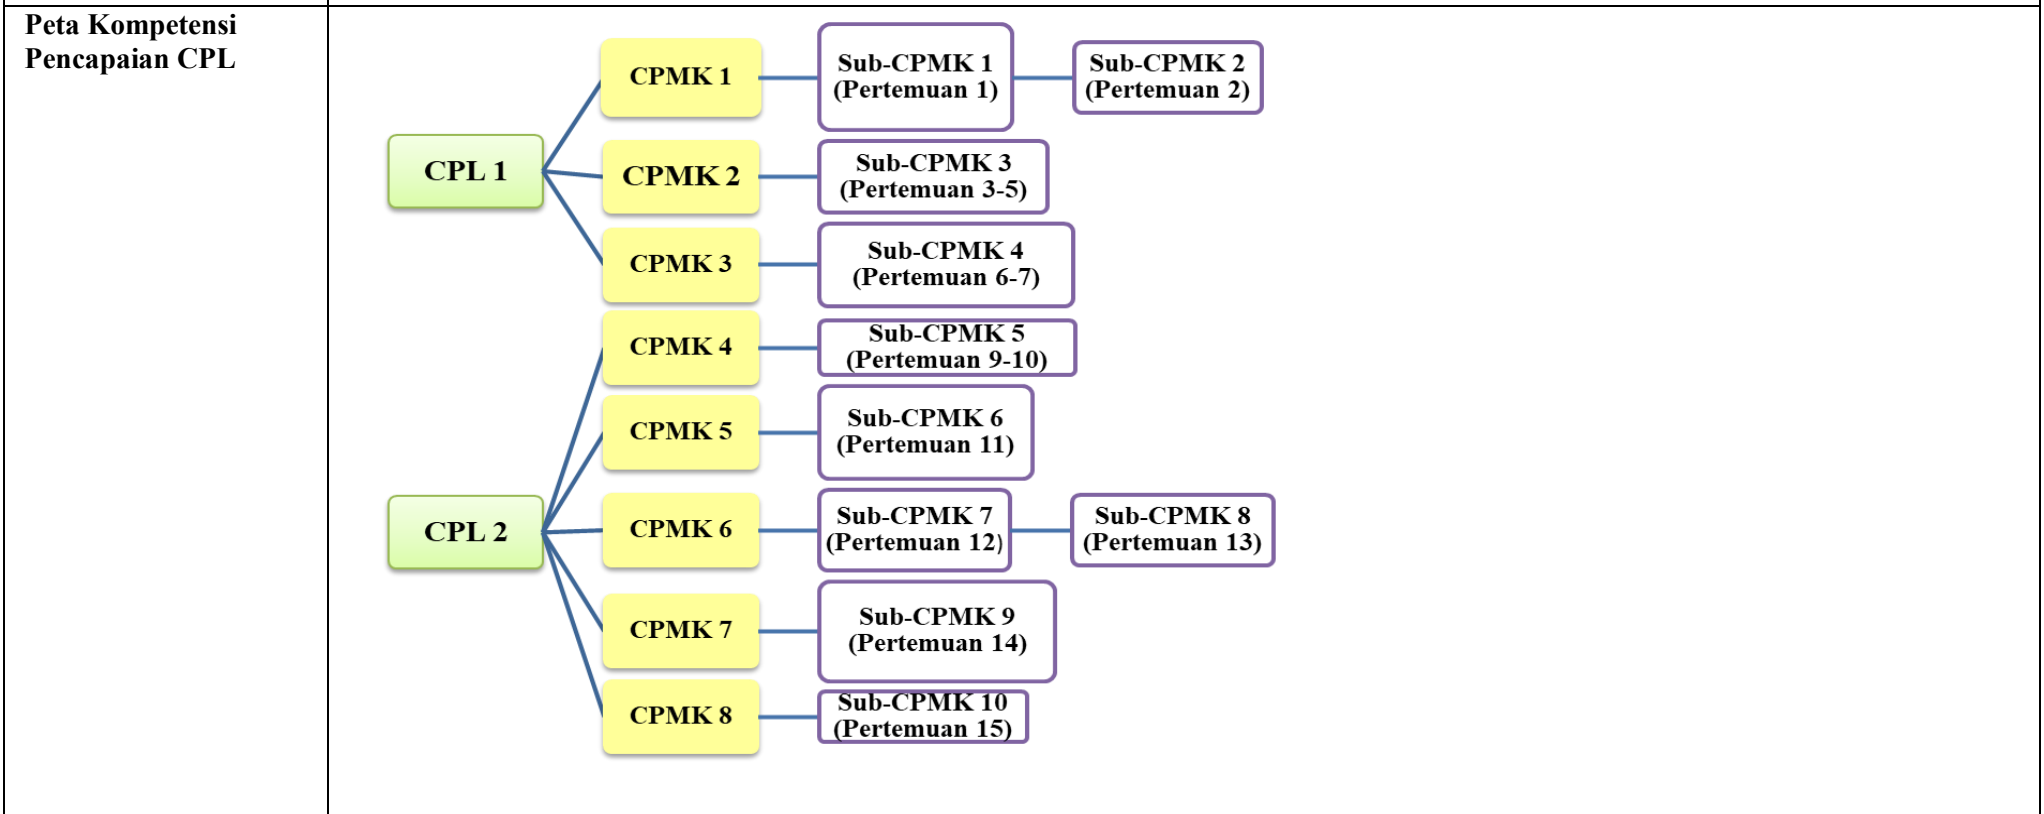 Peta Kompetensi
Pencapaian CPL
CPL 1
CPMK 1
Sub-CPMK 1
(Pertemuan 1)
Sub-CPMK 2
(Pertemuan 2)
CPMK 2
Sub-CPMK 3
(Pertemuan 3-5)
CPMK 3
Sub-CPMK 4
(Pertemuan 6-7)
CPL 2
CPMK 4
Sub-CPMK 5
(Pertemuan 9-10)
CPMK 5
Sub-CPMK 6
(Pertemuan 11)
CPMK 6
Sub-CPMK 7
(Pertemuan 12)
Sub-CPMK 8
(Pertemuan 13)
CPMK 7
Sub-CPMK 9
(Pertemuan 14)
CPMK 8
Sub-CPMK 10
(Pertemuan 15)